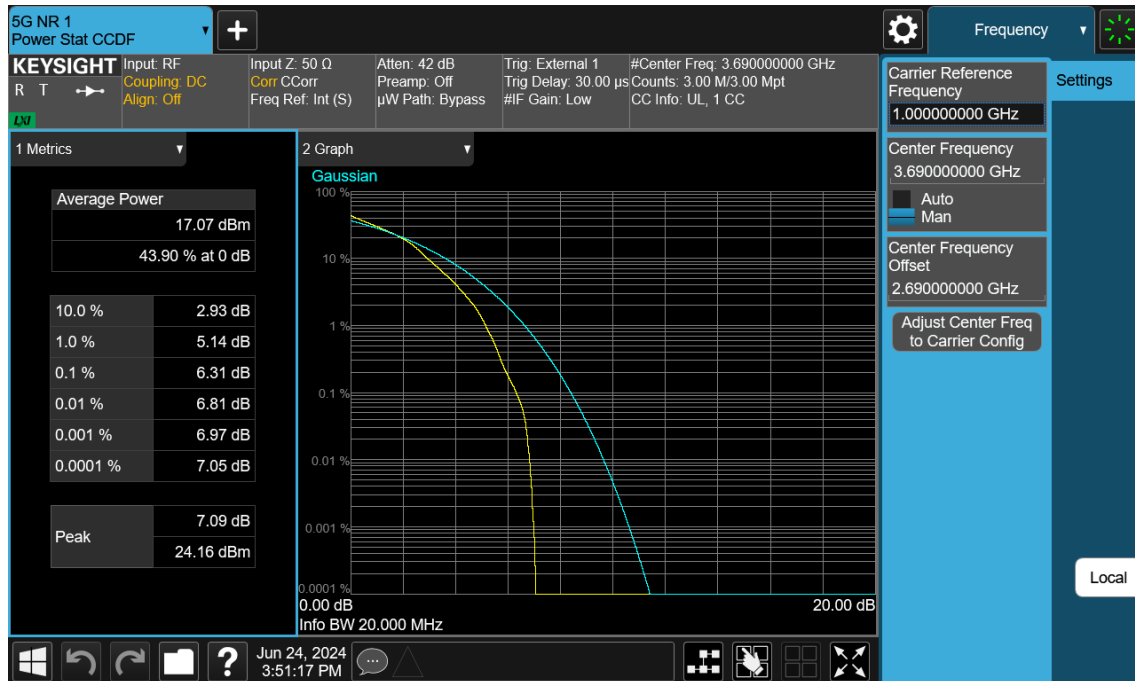 5G NR 1
Power Stat CCDF
Frequency
KEYSIGHT
R T
LXI
Input: RF
Coupling: DC
Align: Off
Input Z: 50 Ω
Corr CCorr
Freq Ref: Int (S)
Atten: 42 dB
Preamp: Off
µW Path: Bypass
Trig: External 1
Trig Delay: 30.00 µs
#IF Gain: Low
#Center Freq: 3.690000000 GHz
Counts: 3.00 M/3.00 Mpt
CC Info: UL, 1 CC
1 Metrics
Average Power
17.07 dBm
43.90 % at 0 dB
10.0 % 2.93 dB
1.0 % 5.14 dB
0.1 % 6.31 dB
0.01 % 6.81 dB
0.001 % 6.97 dB
0.0001 % 7.05 dB
Peak
7.09 dB
24.16 dBm
2 Graph
Gaussian
100 %
10 %
1 %
0.1 %
0.01 %
0.001 %
0.0001 %
0.00 dB 20.00 dB
Info BW 20.000 MHz
Carrier Reference
Frequency
1.000000000 GHz
Center Frequency
3.690000000 GHz
Auto
Man
Center Frequency
Offset
2.690000000 GHz
Adjust Center Freq
to Carrier Config
Settings
Local
?
Jun 24, 2024
3:51:17 PM